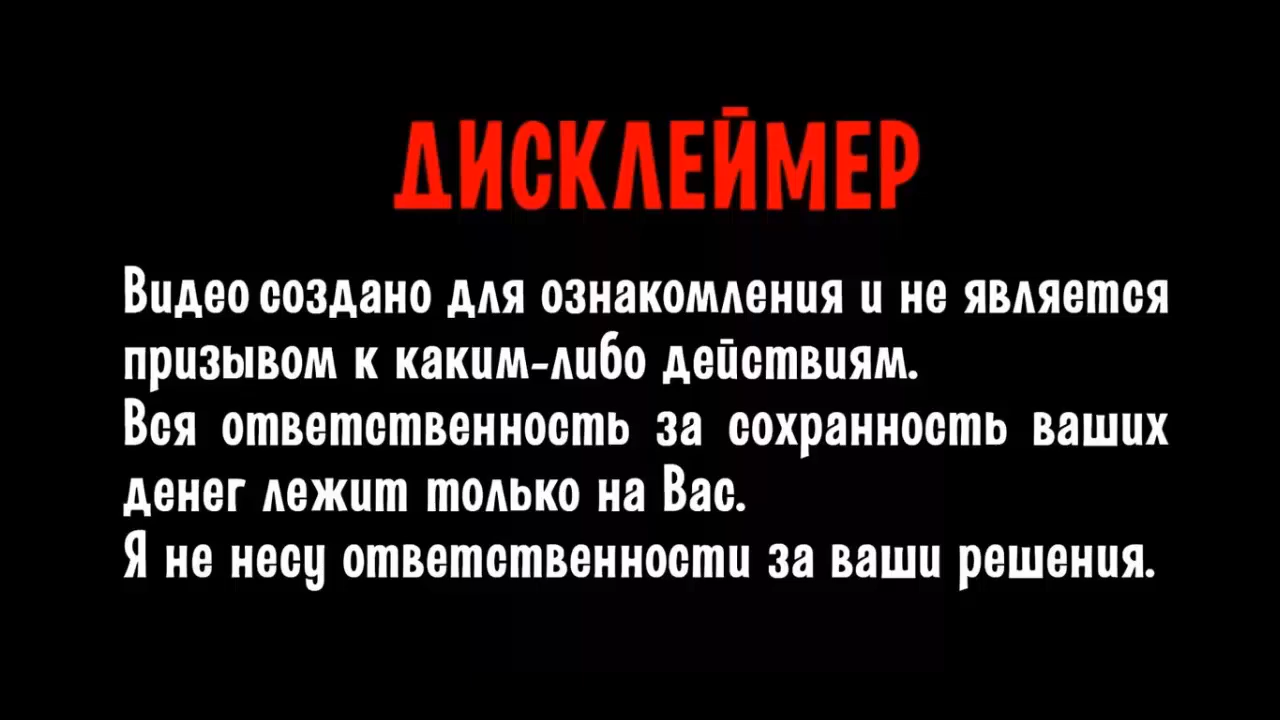 ДИСКЛЕЙМЕР
Видео создано для ознакомления и не является
призывом к каким-либо действиям.
Вся ответственность за сохранность ваших
денег лежит только на Вас.
Я не несу ответственности за ваши решения.